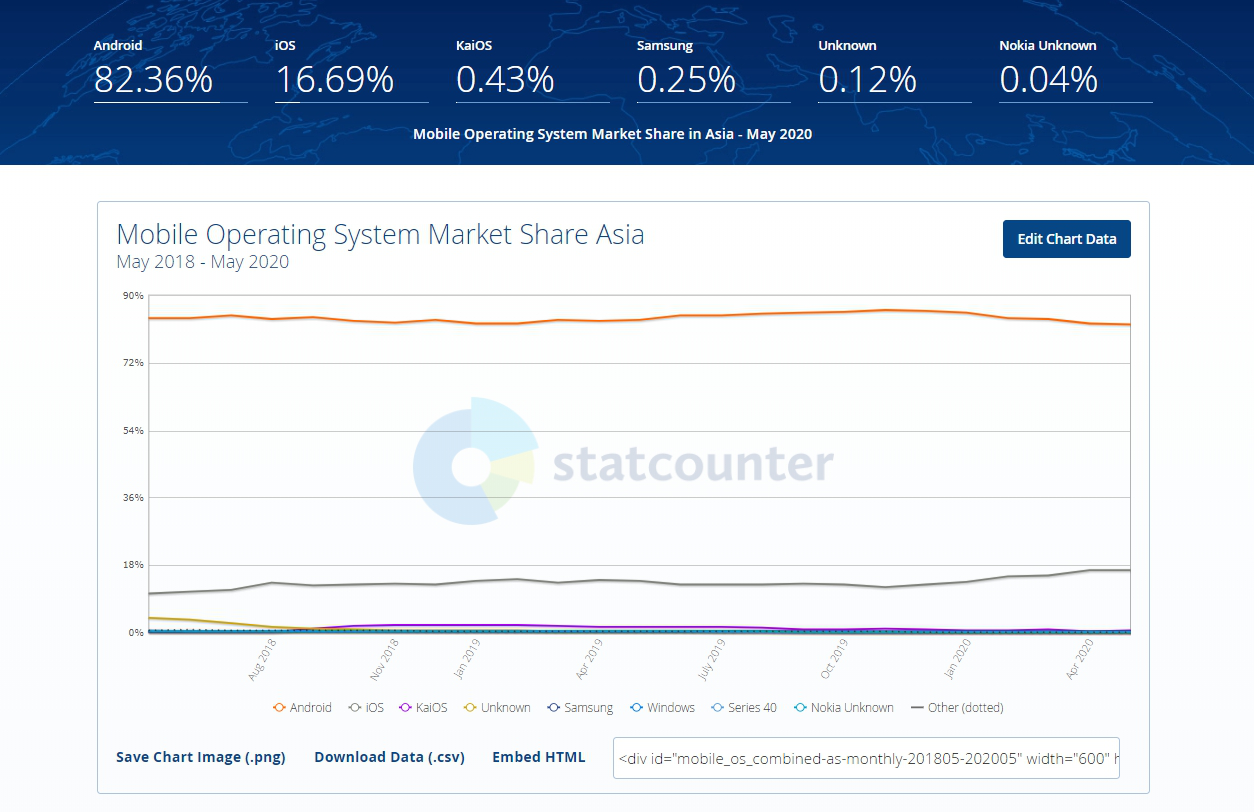 Android iOS KaiOS Samsung Unknown Nokia Unknown
82.36% 16.69% 0.43% 0.25% 0.12% 0.04%
Mobile Operating System Market Share in Asia - May 2020
Mobile Operating System Market Share Asia
May 2018 - May 2020
Edit Chart Data
90%
72%
54%
36%
18%
0%
statcounter
Aug 2018 Nov 2018 Jan 2019 Apr 2019 July 2019 Oct 2019 Jan 2020 Apr 2020
Android iOS KaiOS Unknown Samsung Windows Series 40 Nokia Unknown Other (dotted)
Save Chart Image (.png) Download Data (.csv) Embed HTML <div id="mobile_os_combined-as-monthly-201805-202005" width="600" h